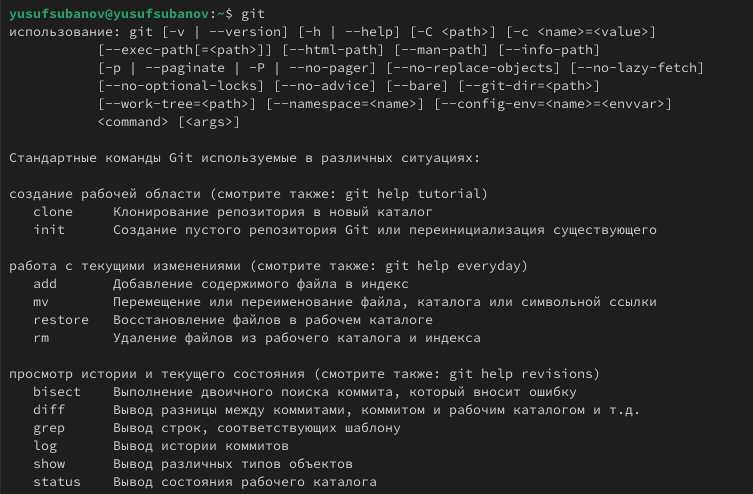 yusufsubanov@yusufsubanov:~$ git
использование: git [-v | --version] [-h | --help] [-C <path>] [-c <name>=<value>]
           [--exec-path[=<path>]] [--html-path] [--man-path] [--info-path]
           [-p | --paginate | -P | --no-pager] [--no-replace-objects] [--no-lazy-fetch]
           [--no-optional-locks] [--no-advice] [--bare] [--git-dir=<path>]
           [--work-tree=<path>] [--namespace=<name>] [--config-env=<name>=<envvar>]
           <command> [<args>]

Стандартные команды Git используемые в различных ситуациях:

создание рабочей области (смотрите также: git help tutorial)
   clone     Клонирование репозитория в новый каталог
   init      Создание пустого репозитория Git или переинициализация существующего

работа с текущими изменениями (смотрите также: git help everyday)
   add       Добавление содержимого файла в индекс
   mv        Перемещение или переименование файла, каталога или символьной ссылки
   restore   Восстановление файлов в рабочем каталоге
   rm        Удаление файлов из рабочего каталога и индекса

просмотр истории и текущего состояния (смотрите также: git help revisions)
   bisect    Выполнение двоичного поиска коммита, который вносит ошибку
   diff      Вывод разницы между коммитами, коммитом и рабочим каталогом и т.д.
   grep      Вывод строк, соответствующих шаблону
   log       Вывод истории коммитов
   show      Вывод различных типов объектов
   status    Вывод состояния рабочего каталога